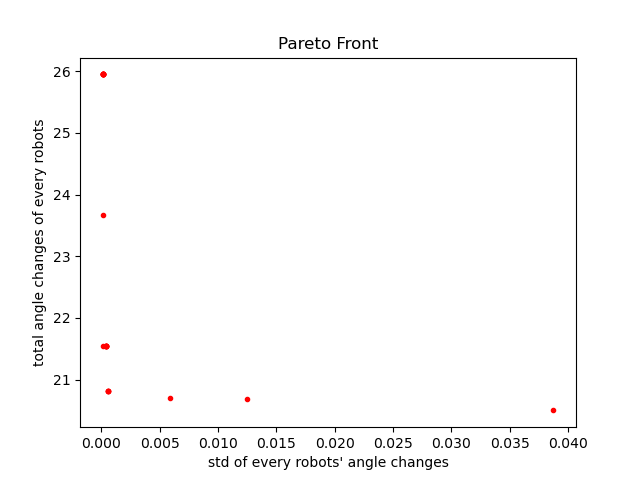 Pareto Front
total angle changes of every robots
26
25
24
23
22
21
0.000 0.005 0.010 0.015 0.020 0.025 0.030 0.035 0.040
std of every robots' angle changes